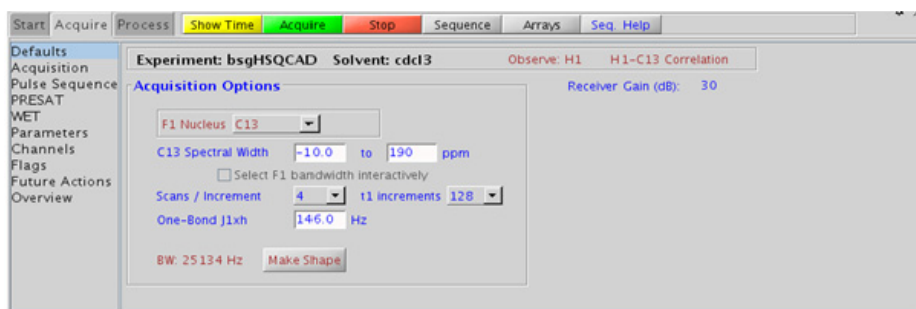 Start Acquire Process Show Time Acquire Stop Sequence Arrays Seq. Help
Defaults
Acquisition
Pulse Sequence
PRESAT
WET
Parameters
Channels
Flags
Future Actions
Overview
Experiment: bsgHSQCAD Solvent: cdcl3 Observe: H1 H1-C13 Correlation
Acquisition Options Receiver Gain (dB): 30
F1 Nucleus C13
C13 Spectral Width -10.0 to 190 ppm
Select F1 bandwidth interactively
Scans / Increment 4 t1 increments 128
One-Bond J1xh 146.0 Hz
BW: 25134 Hz Make Shape